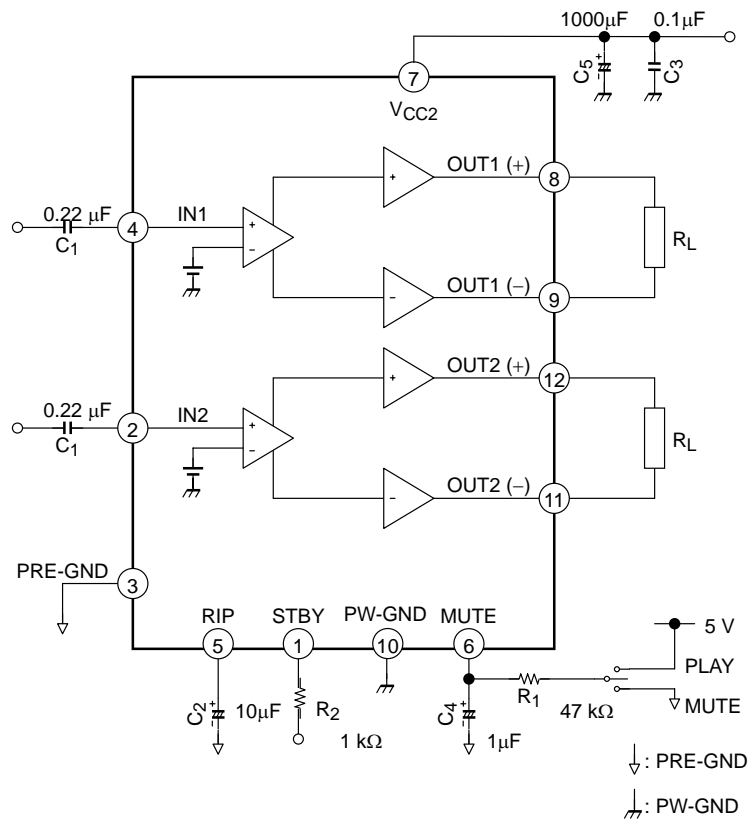 1000μF 0.1μF
C5 + − C3
7
VCC2
OUT1 (+) 8
0.22 μF IN1 + − +
4
C1
RL
OUT1 (−)
− 9
OUT2 (+)
+ 12
0.22 μF IN2 + −
2
C1
RL
OUT2 (−)
− 11
PRE-GND
3
RIP STBY PW-GND MUTE
5 1 10 6
5 V
PLAY
R1
MUTE
47 kΩ
C2 + − 10μF R2 C4 + −
1 kΩ 1μF
: PRE-GND
: PW-GND